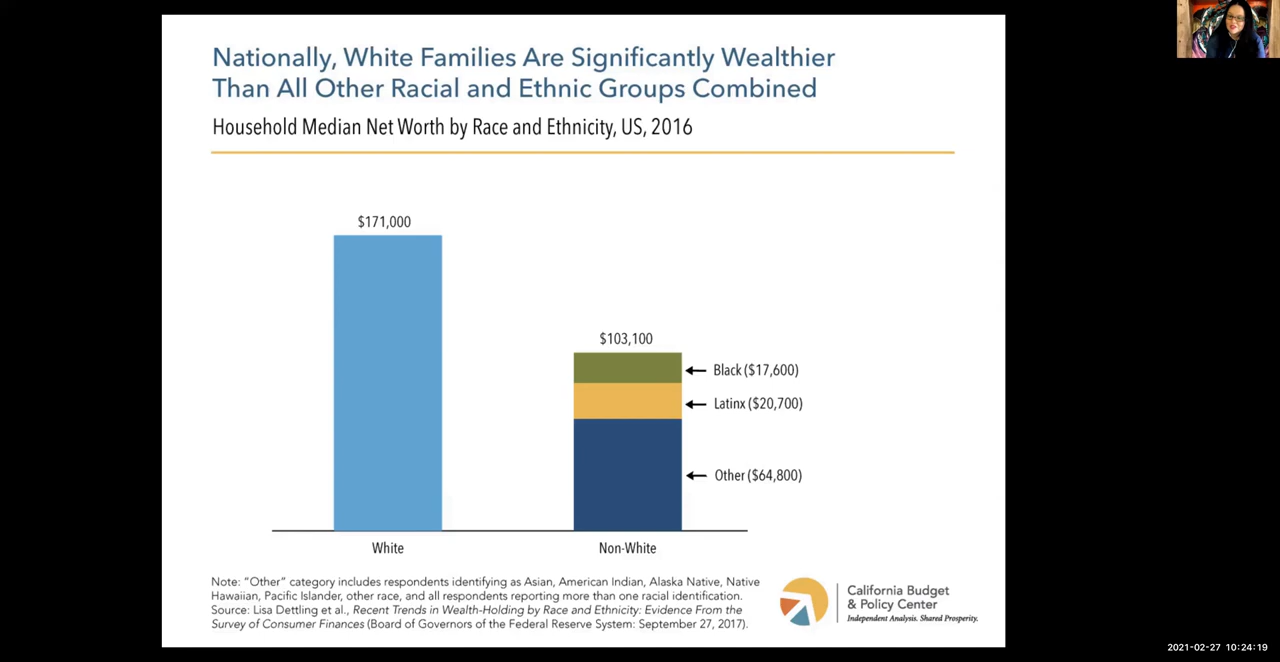 Nationally, White Families Are Significantly Wealthier
Than All Other Racial and Ethnic Groups Combined
Household Median Net Worth by Race and Ethnicity, US, 2016
$171,000
$103,100
Black ($17,600)
Latinx ($20,700)
Other ($64,800)
White
Non-White
Note: “Other” category includes respondents identifying as Asian, American Indian, Alaska Native, Native
Hawaiian, Pacific Islander, other race, and all respondents reporting more than one racial identification.
Source: Lisa Dettling et al., Recent Trends in Wealth-Holding by Race and Ethnicity: Evidence From the
Survey of Consumer Finances (Board of Governors of the Federal Reserve System: September 27, 2017).
California Budget
& Policy Center
Independent Analysis. Shared Prosperity.
2021-02-27 10:24:19